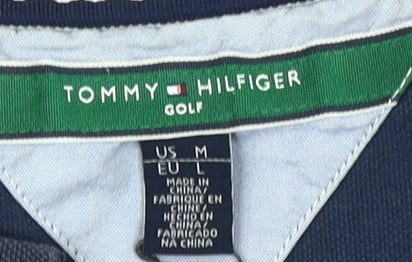 TOMMY HILFIGER
GOLF
US M
EU L
MADE IN
CHINA/
FABRIQUE EN
CHINE/
HECHO EN
CHINA/
FABRICADO
NA CHINA